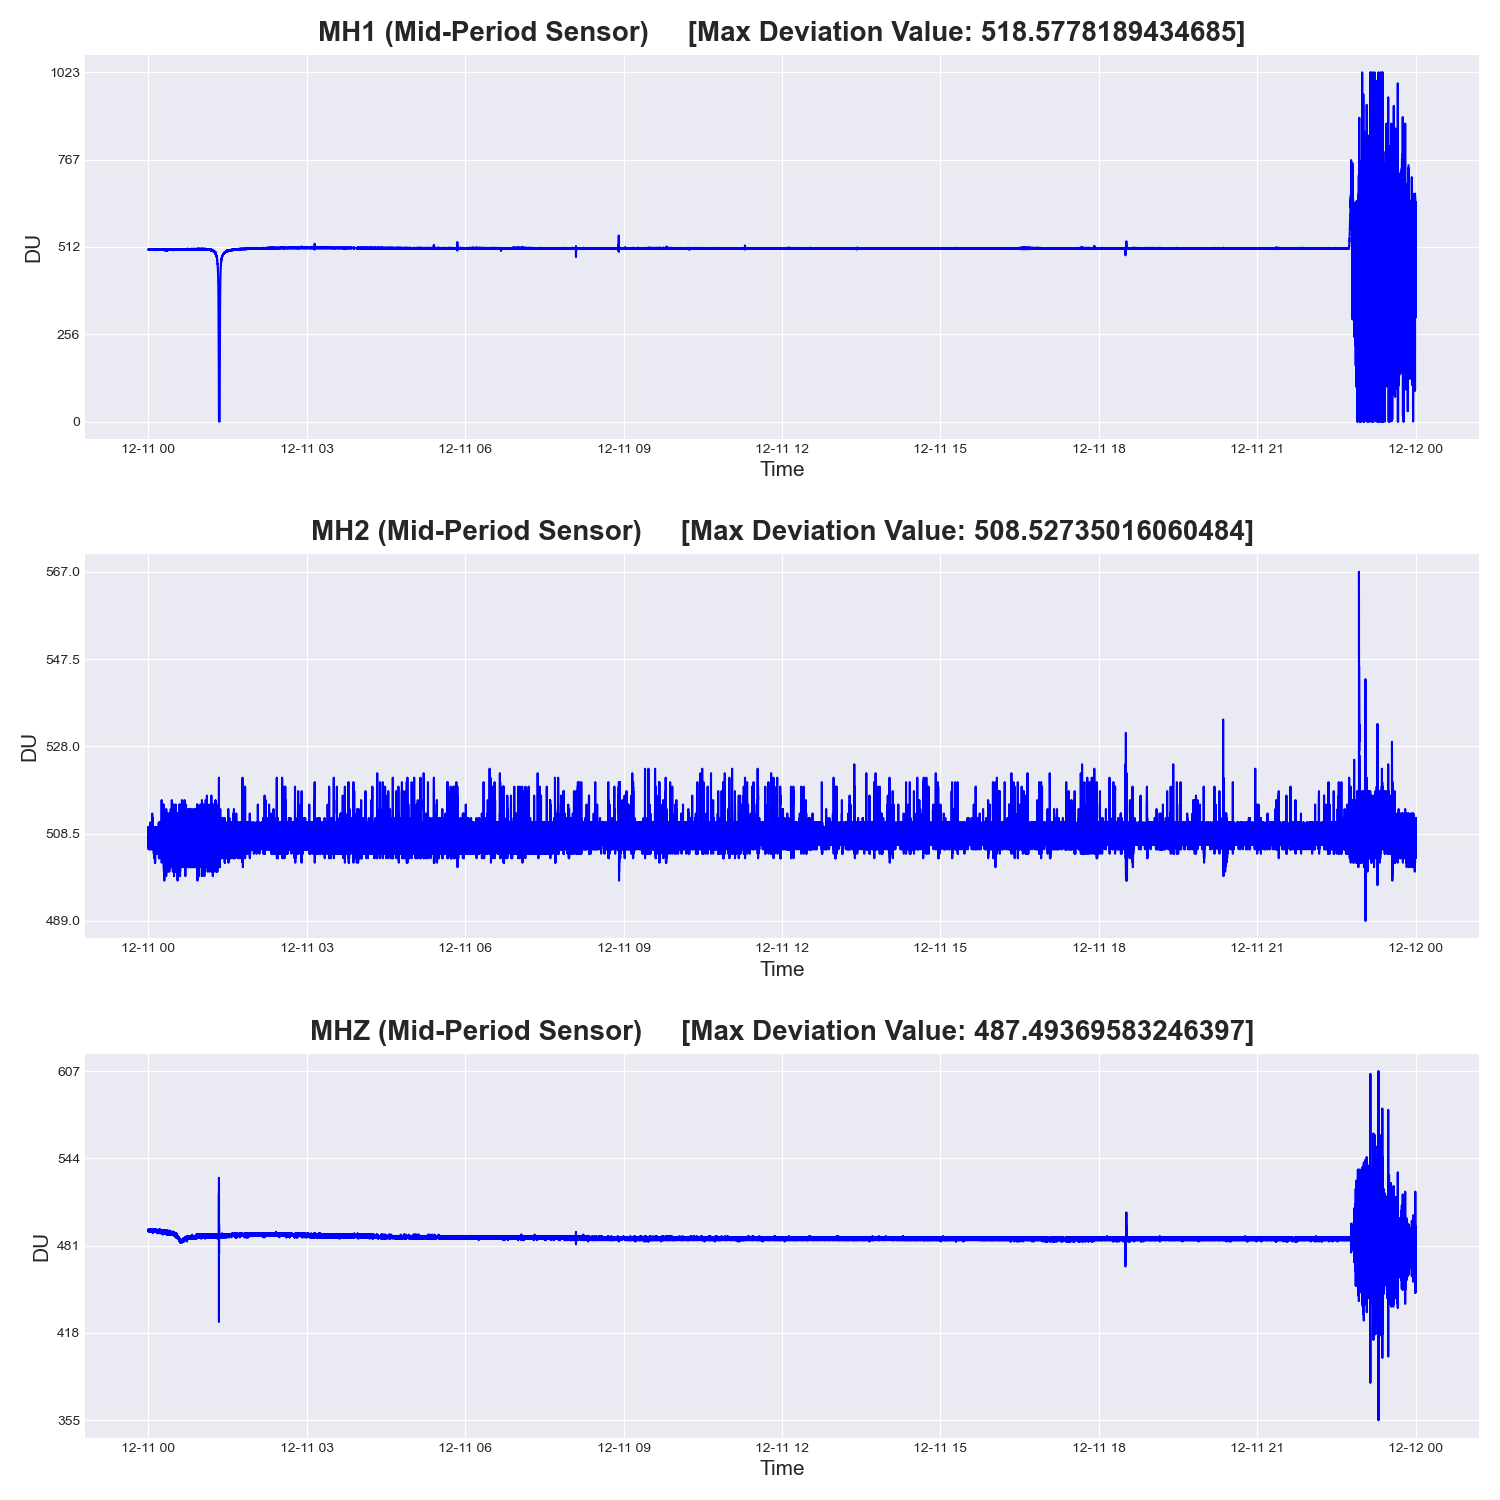 MH1 (Mid-Period Sensor) [Max Deviation Value: 518.5778189434685]
1023
767
512
256
0
DU
12-11 00 12-11 03 12-11 06 12-11 09 12-11 12 12-11 15 12-11 18 12-11 21 12-12 00
Time
MH2 (Mid-Period Sensor) [Max Deviation Value: 508.52735016060484]
567.0
547.5
528.0
508.5
489.0
DU
12-11 00 12-11 03 12-11 06 12-11 09 12-11 12 12-11 15 12-11 18 12-11 21 12-12 00
Time
MHZ (Mid-Period Sensor) [Max Deviation Value: 487.49369583246397]
607
544
481
418
355
DU
12-11 00 12-11 03 12-11 06 12-11 09 12-11 12 12-11 15 12-11 18 12-11 21 12-12 00
Time